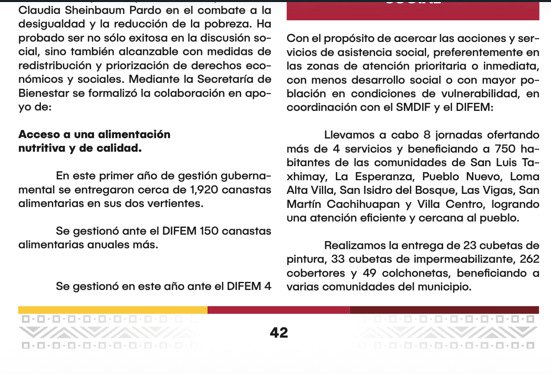 Claudia Sheinbaum Pardo en el combate a la
desigualdad y la reducción de la pobreza. Ha
probado ser no sólo exitosa en la discusión so-
cial, sino también alcanzable con medidas de
redistribución y priorización de derechos eco-
nómicos y sociales. Mediante la Secretaría de
Bienestar se formalizó la colaboración en apo-
yo de:
Acceso a una alimentación
nutritiva y de calidad.
En este primer año de gestión guberna-
mental se entregaron cerca de 1,920 canastas
alimentarias en sus dos vertientes.
Se gestionó ante el DIFEM 150 canastas
alimentarias anuales más.
Se gestionó en este año ante el DIFEM 4
SOCIAL
Con el propósito de acercar las acciones y ser-
vicios de asistencia social, preferentemente en
las zonas de atención prioritaria o inmediata,
con menos desarrollo social o con mayor po-
blación en condiciones de vulnerabilidad, en
coordinación con el SMDIF y el DIFEM:
Llevamos a cabo 8 jornadas ofertando
más de 4 servicios y beneficiando a 750 ha-
bitantes de las comunidades de San Luis Ta-
xhimay, La Esperanza, Pueblo Nuevo, Loma
Alta Villa, San Isidro del Bosque, Las Vigas, San
Martín Cachihuapan y Villa Centro, logrando
una atención eficiente y cercana al pueblo.
Realizamos la entrega de 23 cubetas de
pintura, 33 cubetas de impermeabilizante, 262
cobertores y 49 colchonetas, beneficiando a
varias comunidades del municipio.
42